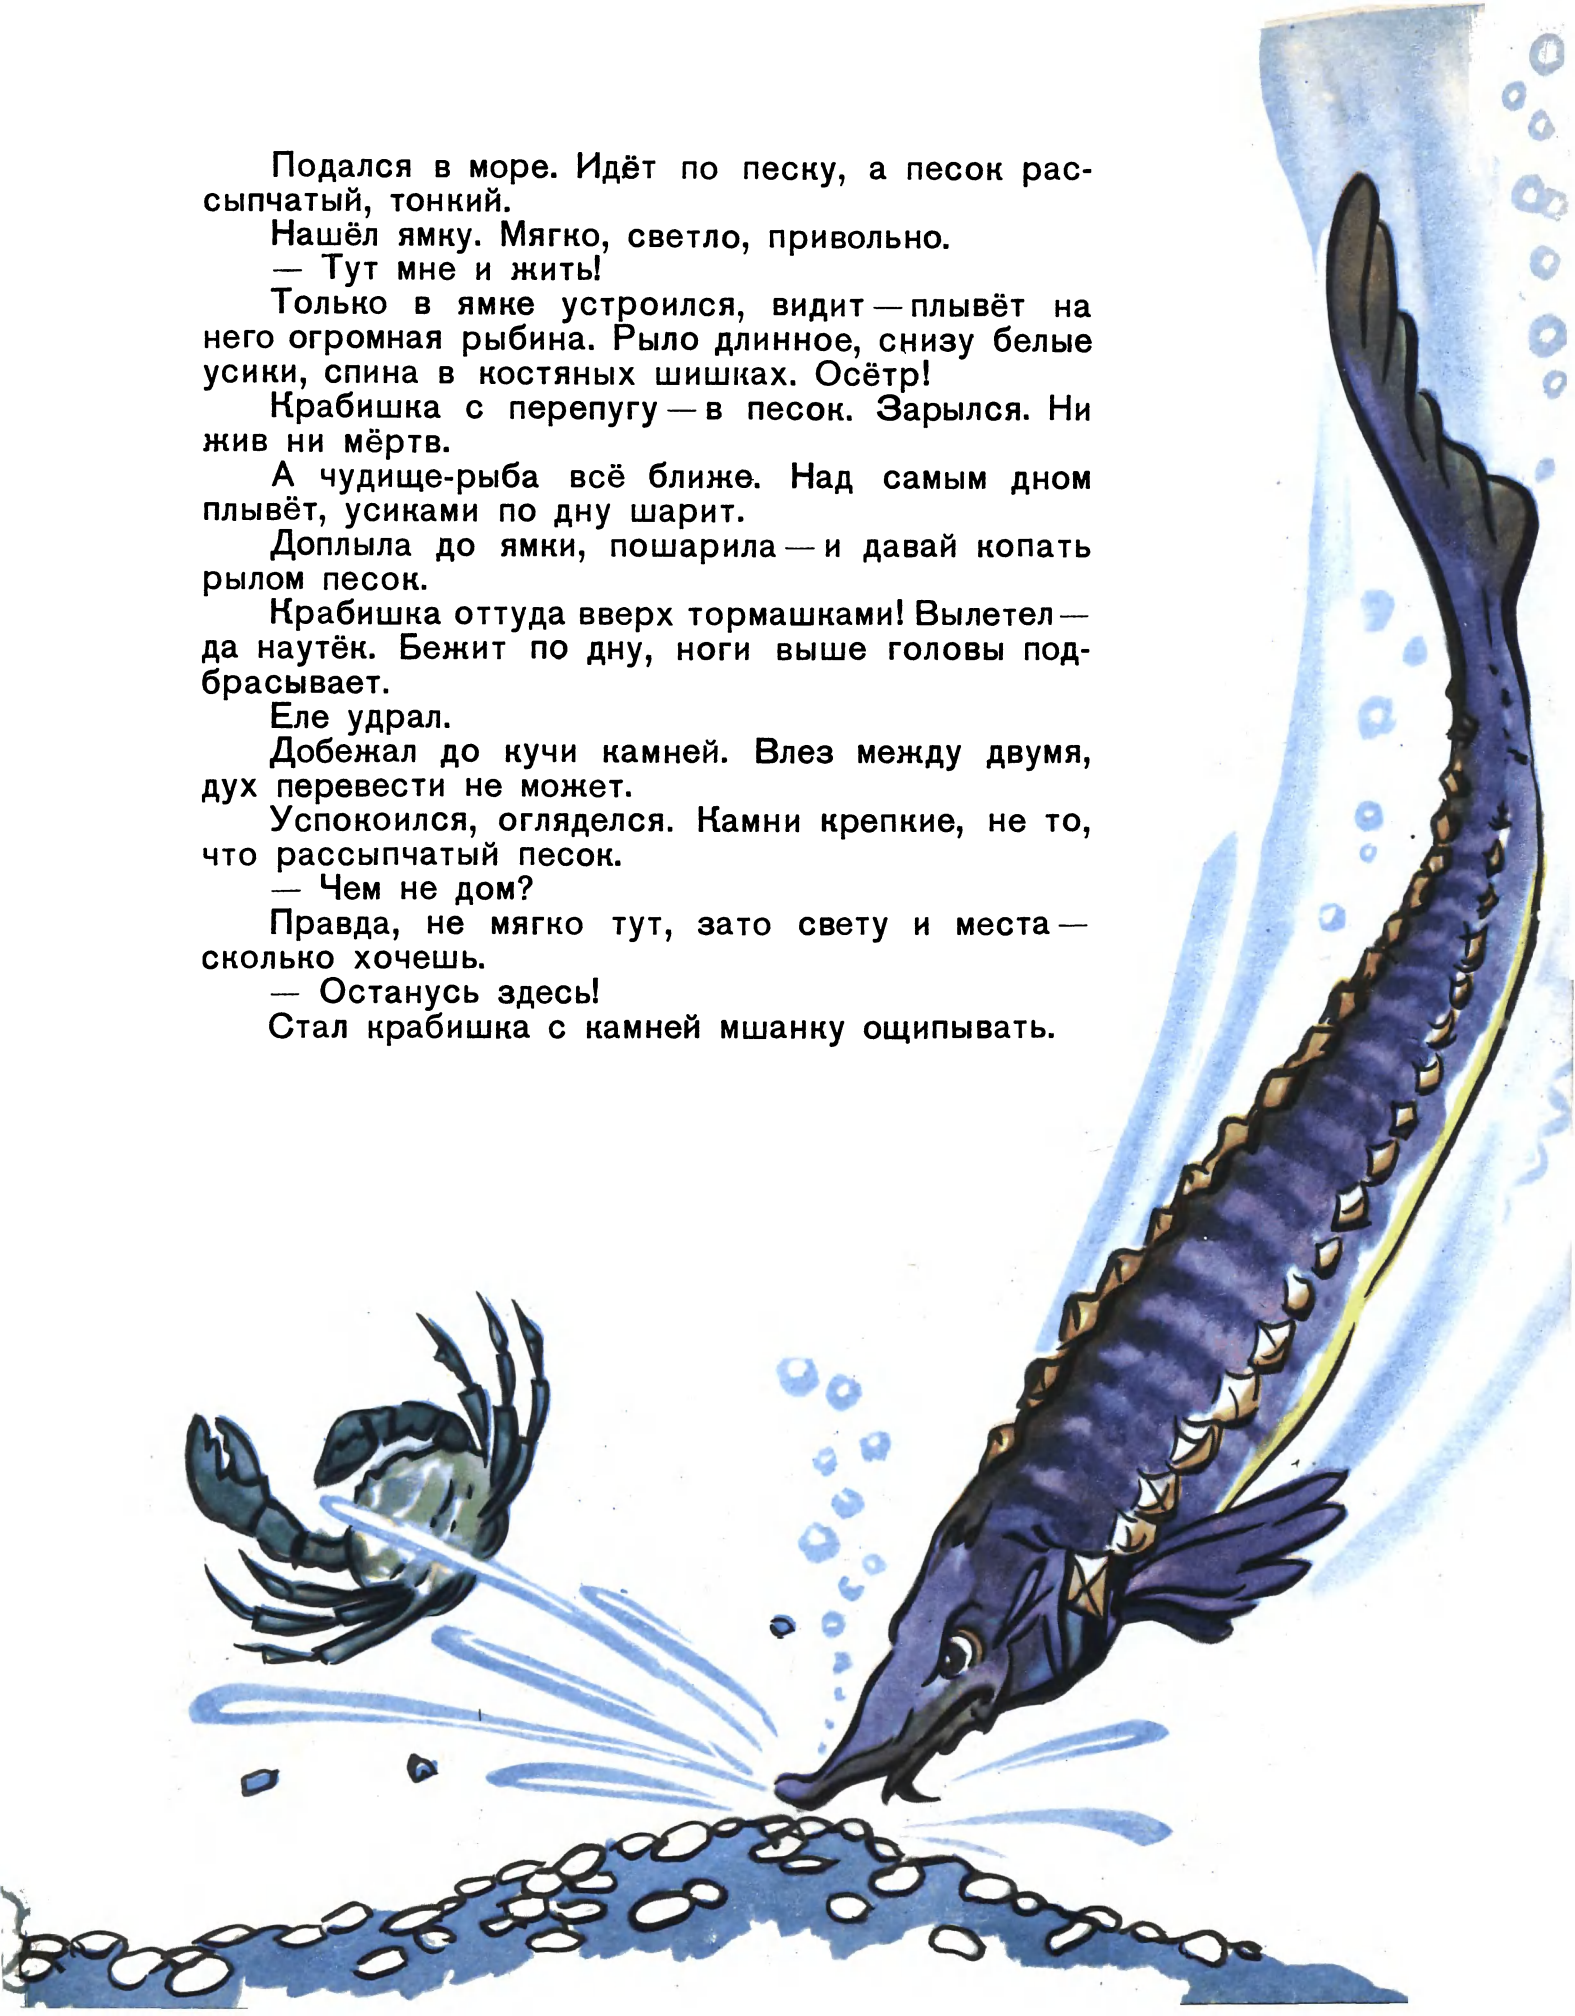 Подался в море. Идёт по песку, а песок рас-
сыпчатый, тонкий.
Нашёл ямку. Мягко, светло, привольно.
— Тут мне и жить!
Только в ямке устроился, видит — плывёт на
него огромная рыбина. Рыло длинное, снизу белые
усики, спина в костяных шишках. Осётр!
Крабишка с перепугу — в песок. Зарылся. Ни
жив ни мёртв.
А чудище-рыба всё ближе. Над самым дном
плывёт, усиками по дну шарит.
Доплыла до ямки, пошарила — и давай копать
рылом песок.
Крабишка оттуда вверх тормашками! Вылетел —
да наутёк. Бежит по дну, ноги выше головы под-
брасывает.
Еле удрал.
Добежал до кучи камней. Влез между двумя,
дух перевести не может.
Успокоился, огляделся. Камни крепкие, не то,
что рассыпчатый песок.
— Чем не дом?
Правда, не мягко тут, зато свету и места —
сколько хочешь.
— Останусь здесь!
Стал крабишка с камней мшанку ощипывать.